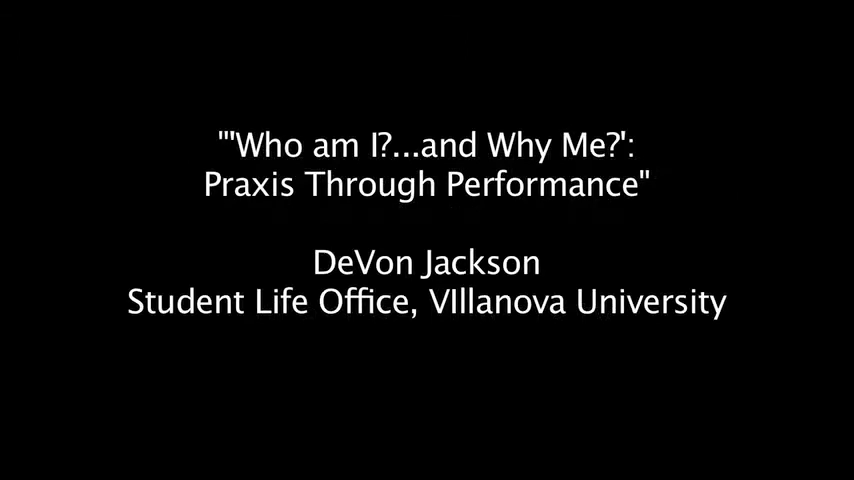 "'Who am I?...and Why Me?':
Praxis Through Performance"
DeVon Jackson
Student Life Office, VIllanova University